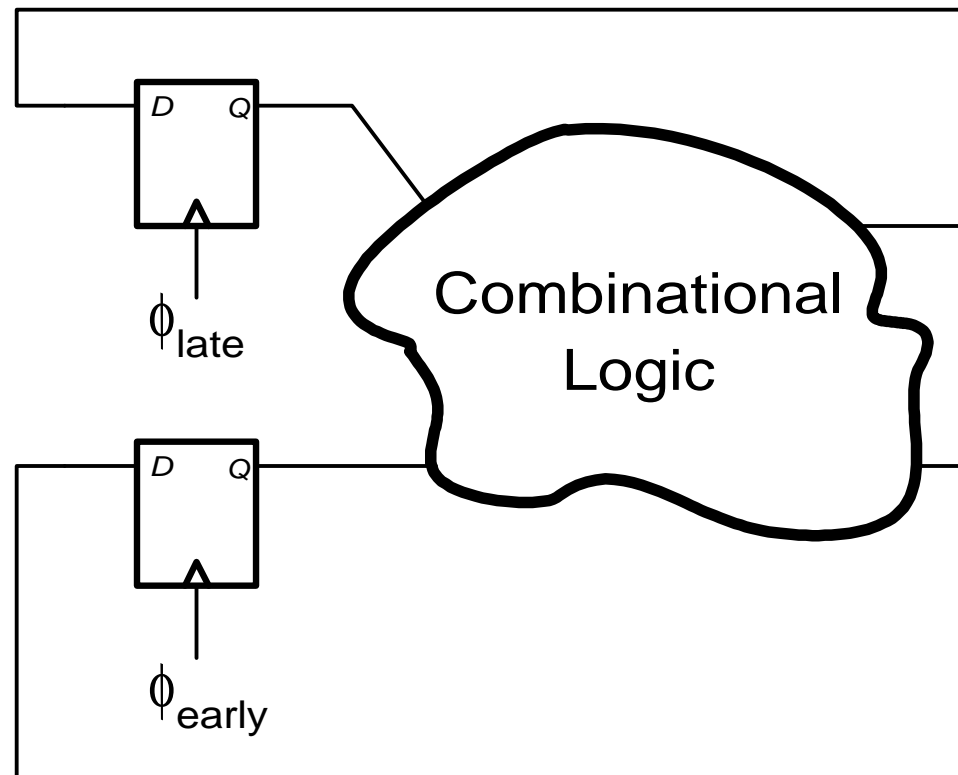 D Q
ϕlate
Combinational
Logic
D Q
ϕearly